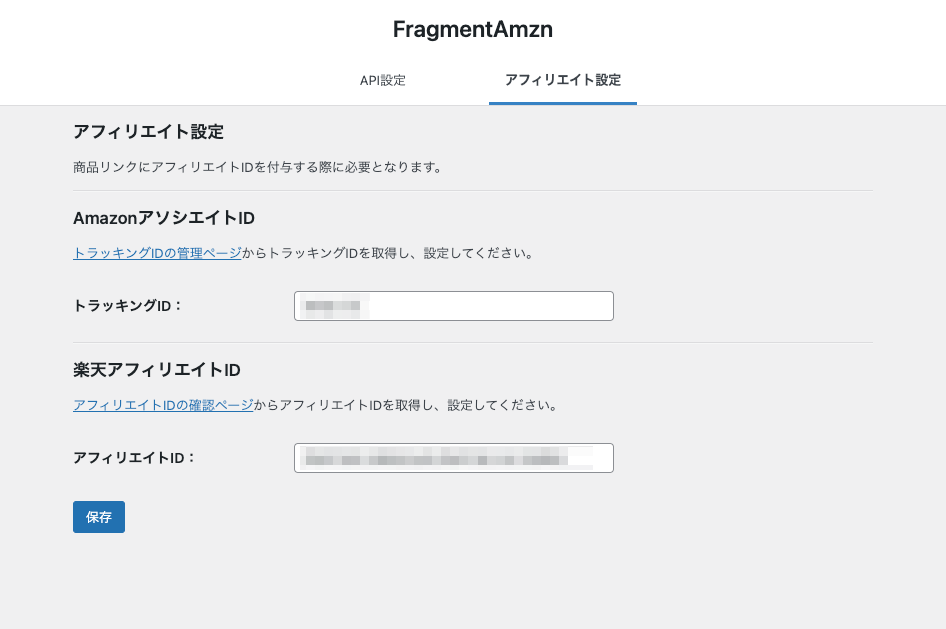 FragmentAmzn
API設定
アフィリエイト設定
アフィリエイト設定
商品リンクにアフィリエイトIDを付与する際に必要となります。
AmazonアソシエイトID
トラッキングIDの管理ページからトラッキングIDを取得し、設定してください。
トラッキングID：
楽天アフィリエイトID
アフィリエイトIDの確認ページからアフィリエイトIDを取得し、設定してください。
アフィリエイトID：
保存